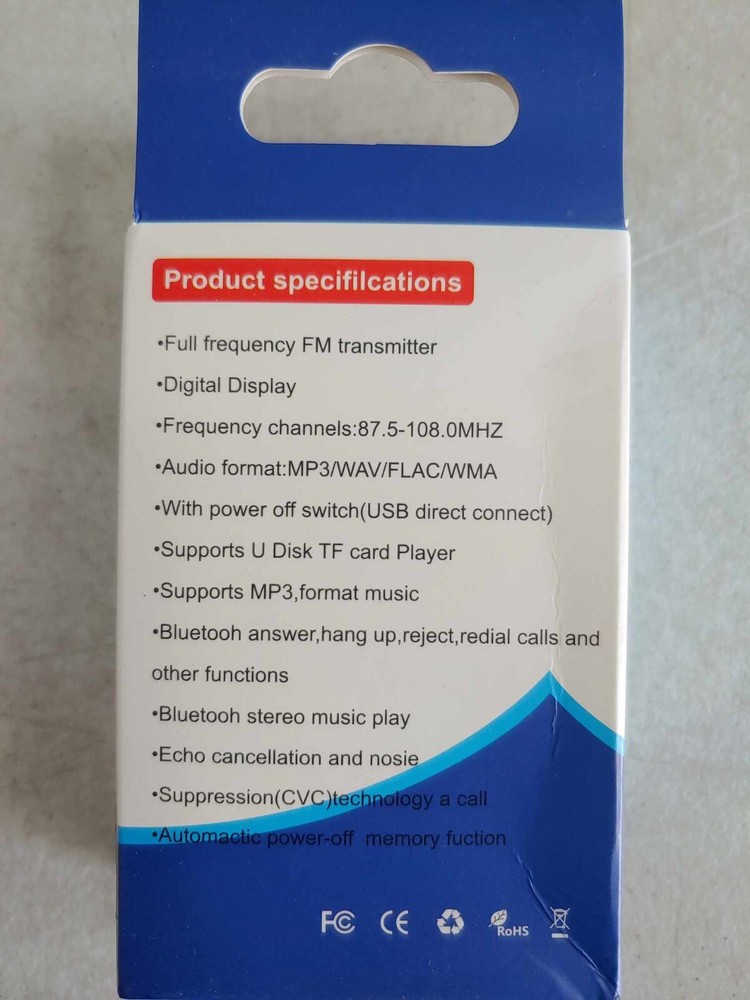 Product specifilcations
•Full frequency FM transmitter
•Digital Display
•Frequency channels:87.5-108.0MHZ
•Audio format:MP3/WAV/FLAC/WMA
•With power off switch(USB direct connect)
•Supports U Disk TF card Player
•Supports MP3,format music
•Bluetooh answer,hang up,reject,redial calls and
other functions
•Bluetooh stereo music play
•Echo cancellation and nosie
•Suppression(CVC)technology a call
•Automactic power-off memory fuction
FC CE RoHS